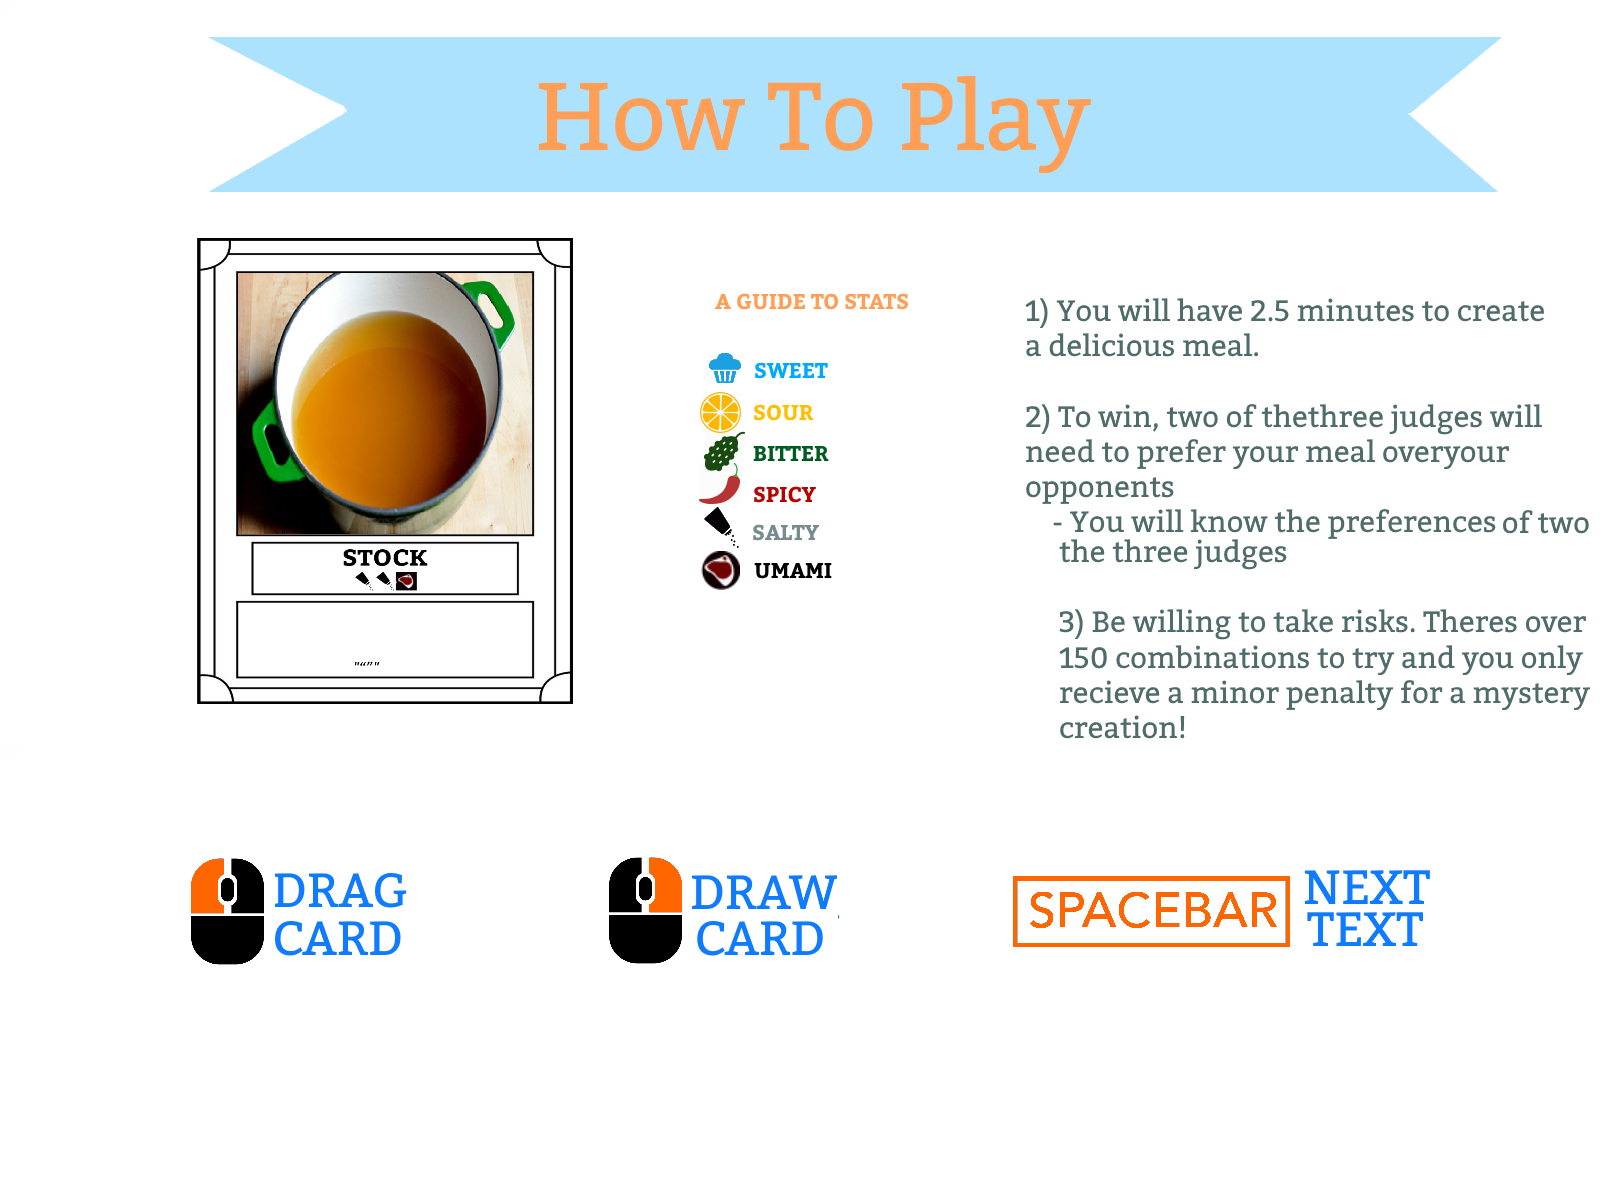 How To Play
STOCK
"“”"
A GUIDE TO STATS
SWEET
SOUR
BITTER
SPICY
SALTY
UMAMI
1) You will have 2.5 minutes to create
a delicious meal.
2) To win, two of thethree judges will
need to prefer your meal overyour
opponents
- You will know the preferences of two
the three judges
3) Be willing to take risks. Theres over
150 combinations to try and you only
recieve a minor penalty for a mystery
creation!
DRAG
CARD
DRAW
CARD
SPACEBAR
NEXT
TEXT